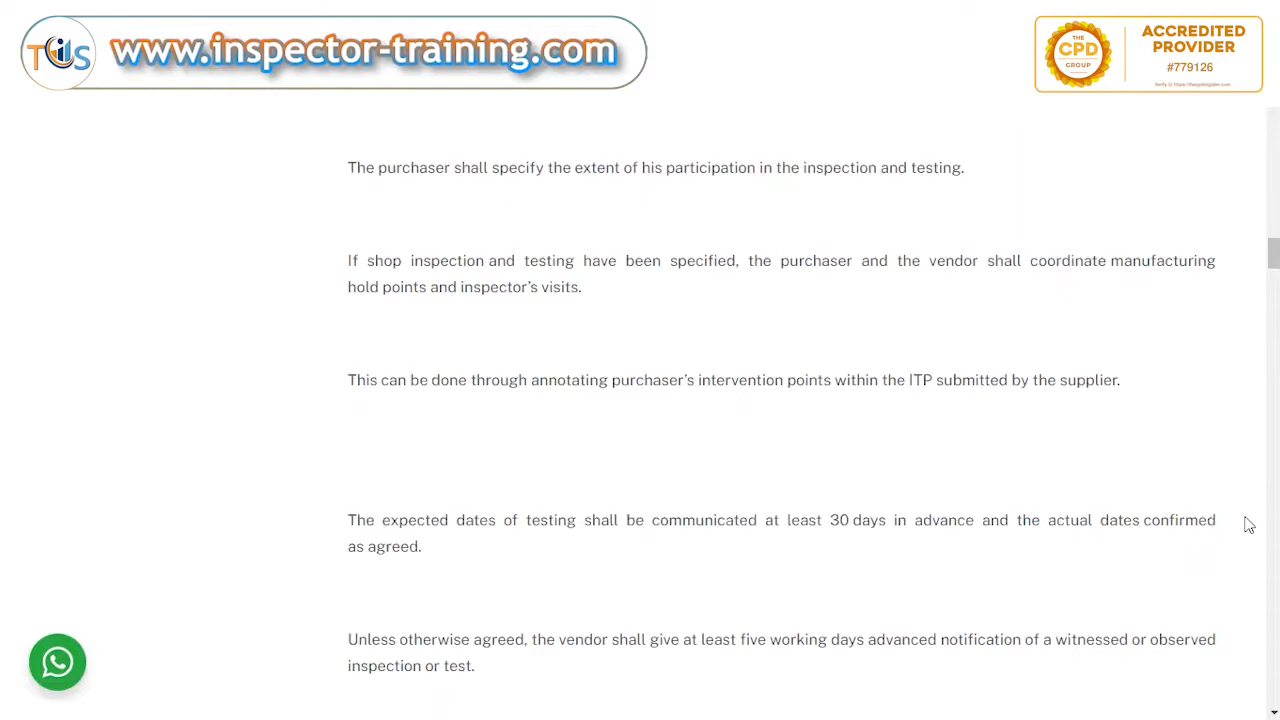 TiS
www.inspector-training.com
THE
CPD
GROUP
ACCREDITED
PROVIDER
#779126
The purchaser shall specify the extent of his participation in the inspection and testing.
If shop inspection and testing have been specified, the purchaser and the vendor shall coordinate manufacturing
hold points and inspector’s visits.
This can be done through annotating purchaser’s intervention points within the ITP submitted by the supplier.
The expected dates of testing shall be communicated at least 30 days in advance and the actual dates confirmed
as agreed.
Unless otherwise agreed, the vendor shall give at least five working days advanced notification of a witnessed or observed
inspection or test.